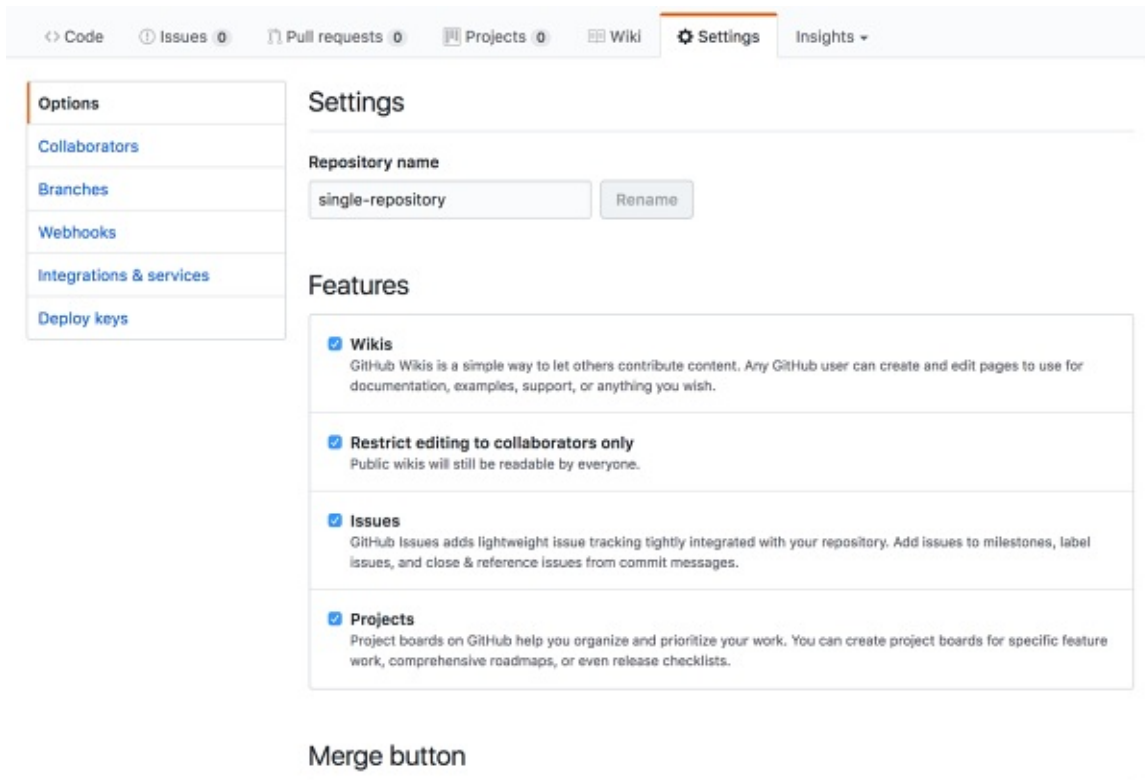 Code Issues 0 Pull requests 0 Projects 0 Wiki Settings Insights
Options
Collaborators
Branches
Webhooks
Integrations & services
Deploy keys
Settings
Repository name
single-repository Rename
Features
Wikis
GitHub Wikis is a simple way to let others contribute content. Any GitHub user can create and edit pages to use for
documentation, examples, support, or anything you wish.
Restrict editing to collaborators only
Public wikis will still be readable by everyone.
Issues
GitHub Issues adds lightweight issue tracking tightly integrated with your repository. Add issues to milestones, label
issues, and close & reference issues from commit messages.
Projects
Project boards on GitHub help you organize and prioritize your work. You can create project boards for specific feature
work, comprehensive roadmaps, or even release checklists.
Merge button